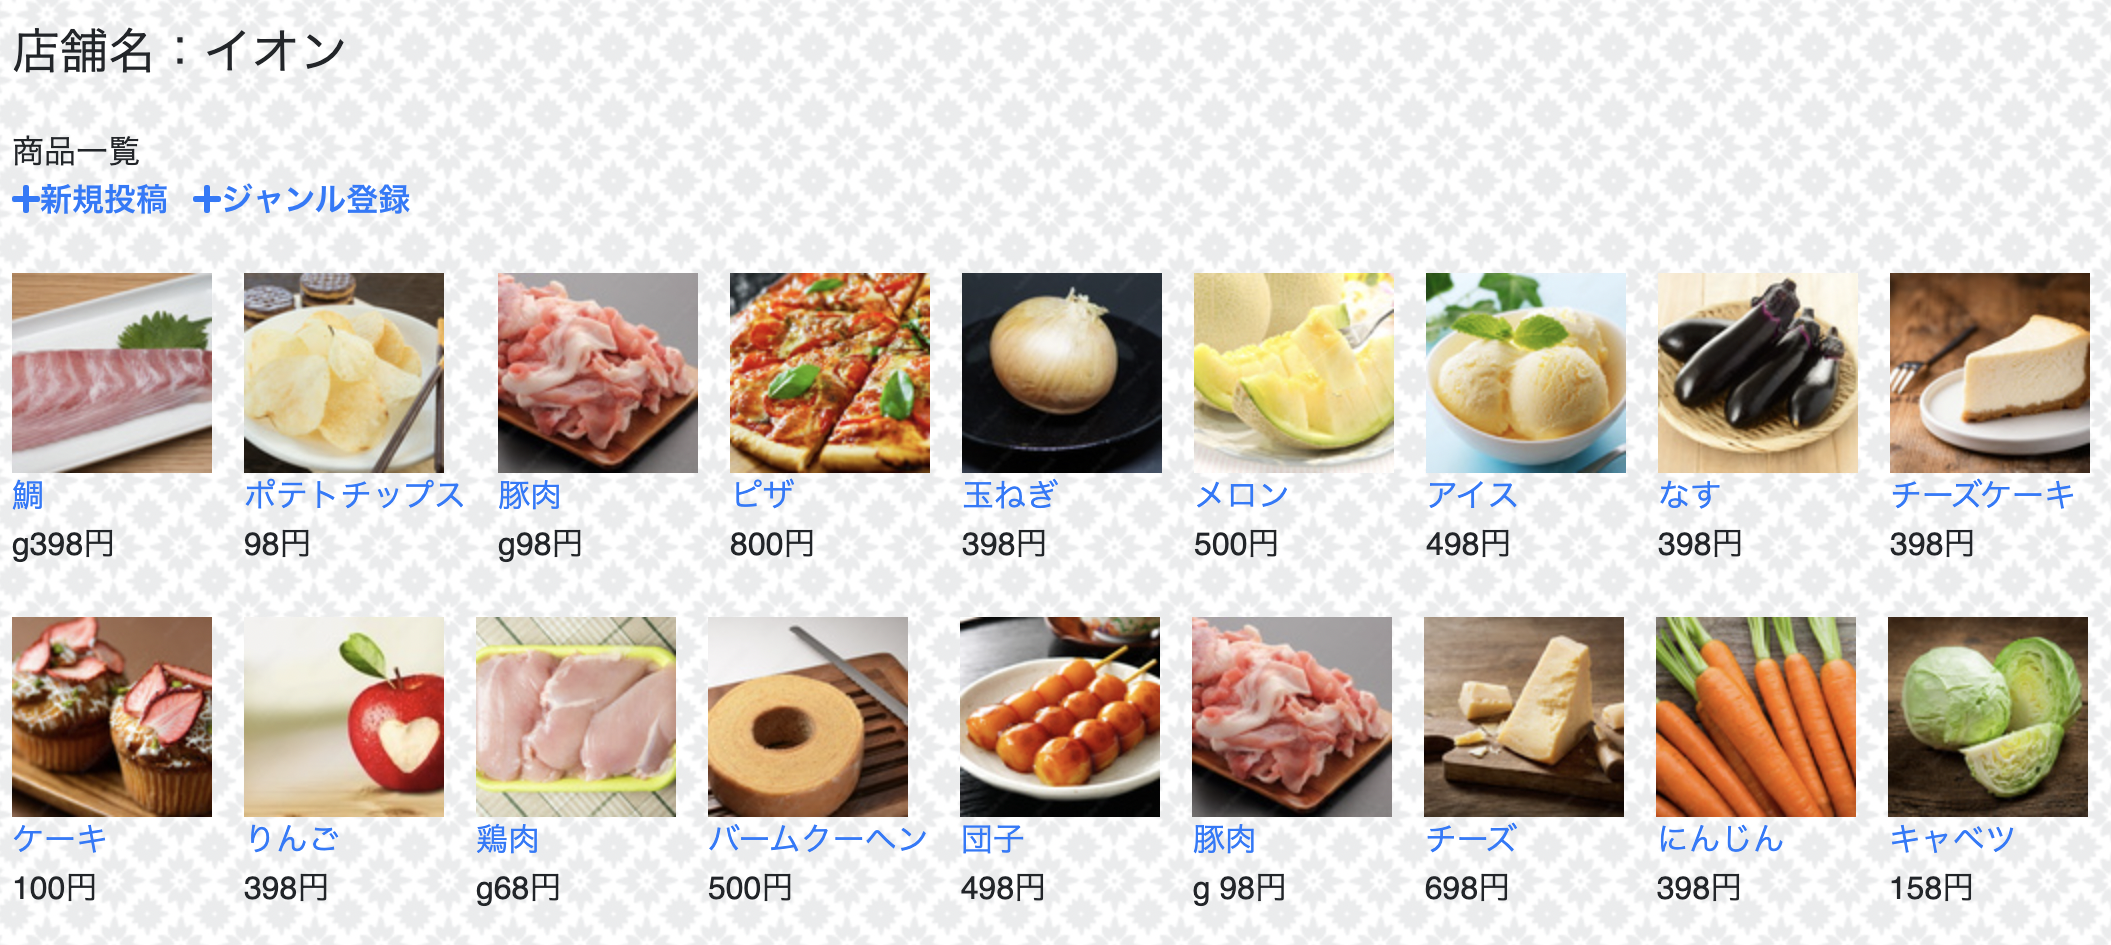 店舗名：イオン
商品一覧
+新規投稿 +ジャンル登録
鯛 ポテトチップス 豚肉 ピザ 玉ねぎ メロン アイス なす チーズケーキ
g398円 98円 g98円 800円 398円 500円 498円 398円 398円
ケーキ りんご 鶏肉 バームクーヘン 団子 豚肉 チーズ にんじん キャベツ
100円 398円 g68円 500円 498円 g 98円 698円 398円 158円